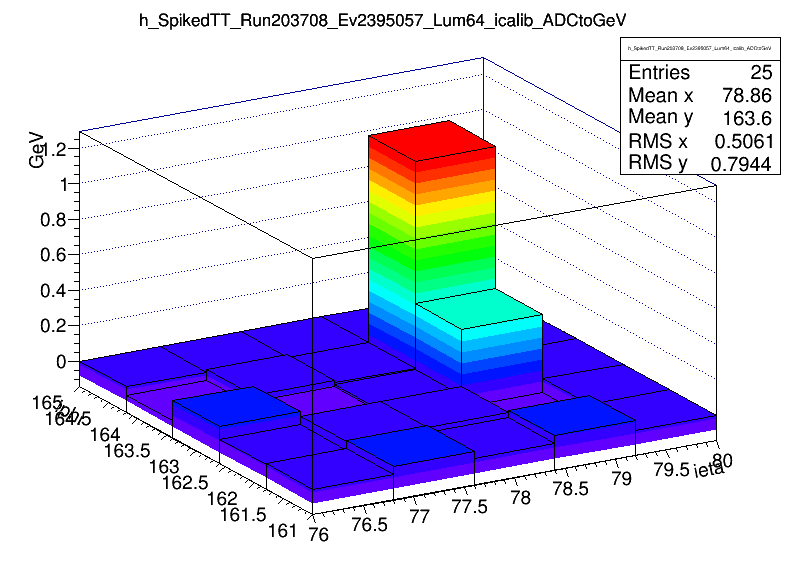 h_SpikedTT_Run203708_Ev2395057_Lum64_icalib_ADCtoGeV
h_SpikedTT_Run203708_Ev2395057_Lum64_icalib_ADCtoGeV
Entries 25
Mean x 78.86
Mean y 163.6
RMS x 0.5061
RMS y 0.7944
GeV
1.2
1
0.8
0.6
0.4
0.2
0
165
164.5
164
163.5
163
162.5
162
161.5
161
76
76.5
77
77.5
78
78.5
79
79.5
80
ieta